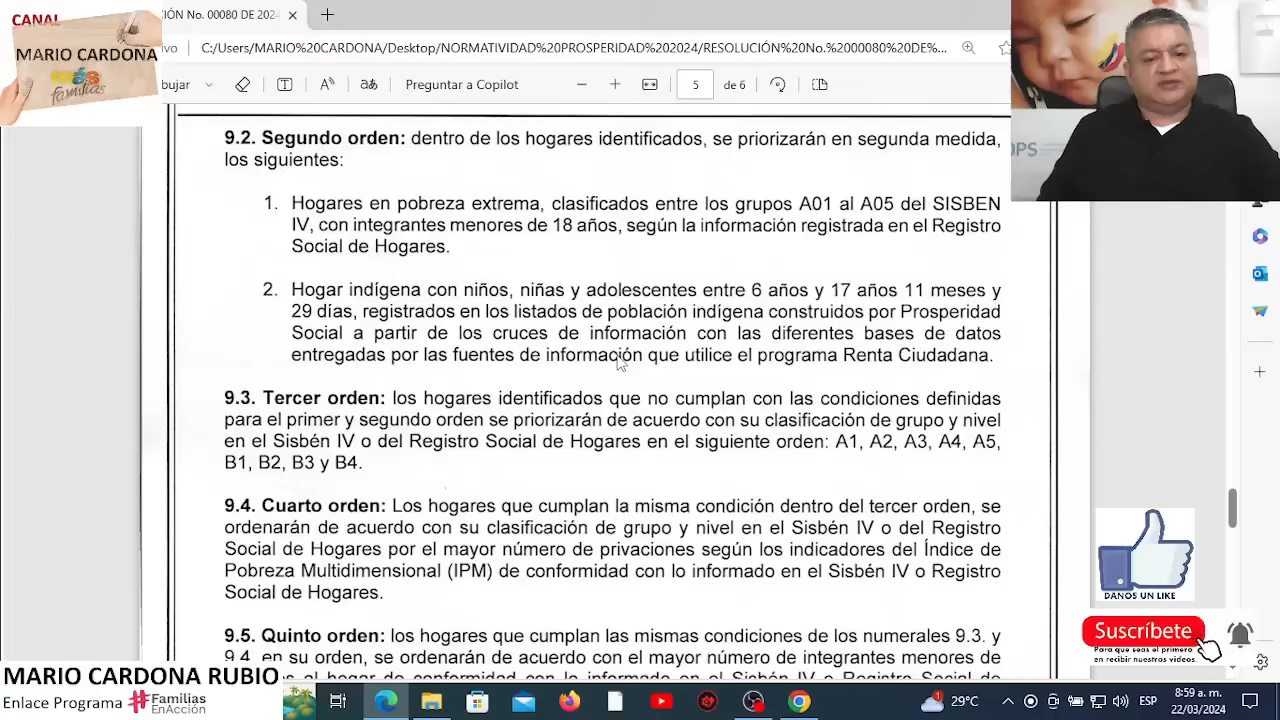 CANAL
MARIO CARDONA
más
familias
IÓN No. 00080 DE 2024
C:/Users/MARIO%20CARDONA/Desktop/NORMATIVIDAD%20PROSPERIDAD%202024/RESOLUCIÓN%20No.%20080%20DE%...
Preguntar a Copilot
5 de 6
9.2. Segundo orden: dentro de los hogares identificados, se priorizarán en segunda medida,
los siguientes:
1. Hogares en pobreza extrema, clasificados entre los grupos A01 al A05 del SISBEN
IV, con integrantes menores de 18 años, según la información registrada en el Registro
Social de Hogares.
2. Hogar indígena con niños, niñas y adolescentes entre 6 años y 17 años 11 meses y
29 días, registrados en los listados de población indígena construidos por Prosperidad
Social a partir de los cruces de información con las diferentes bases de datos
entregadas por las fuentes de información que utilice el programa Renta Ciudadana.
9.3. Tercer orden: los hogares identificados que no cumplan con las condiciones definidas
para el primer y segundo orden se priorizarán de acuerdo con su clasificación de grupo y nivel
en el Sisbén IV o del Registro Social de Hogares en el siguiente orden: A1, A2, A3, A4, A5,
B1, B2, B3 y B4.
9.4. Cuarto orden: Los hogares que cumplan la misma condición dentro del tercer orden, se
ordenarán de acuerdo con su clasificación de grupo y nivel en el Sisbén IV o del Registro
Social de Hogares por el mayor número de privaciones según los indicadores del Índice de
Pobreza Multidimensional (IPM) de conformidad con lo informado en el Sisbén IV o Registro
Social de Hogares.
9.5. Quinto orden: los hogares que cumplan las mismas condiciones de los numerales 9.3. y
9.4. en su orden, se ordenarán de acuerdo con el mayor número de integrantes menores de
DANOS UN LIKE
Suscríbete
Para que seas el primero
en recibir nuestros videos.
MARIO CARDONA RUBIO
Enlace Programa
Familias
EnAcción
29°C
ESP
8:59 a. m.
22/03/2024